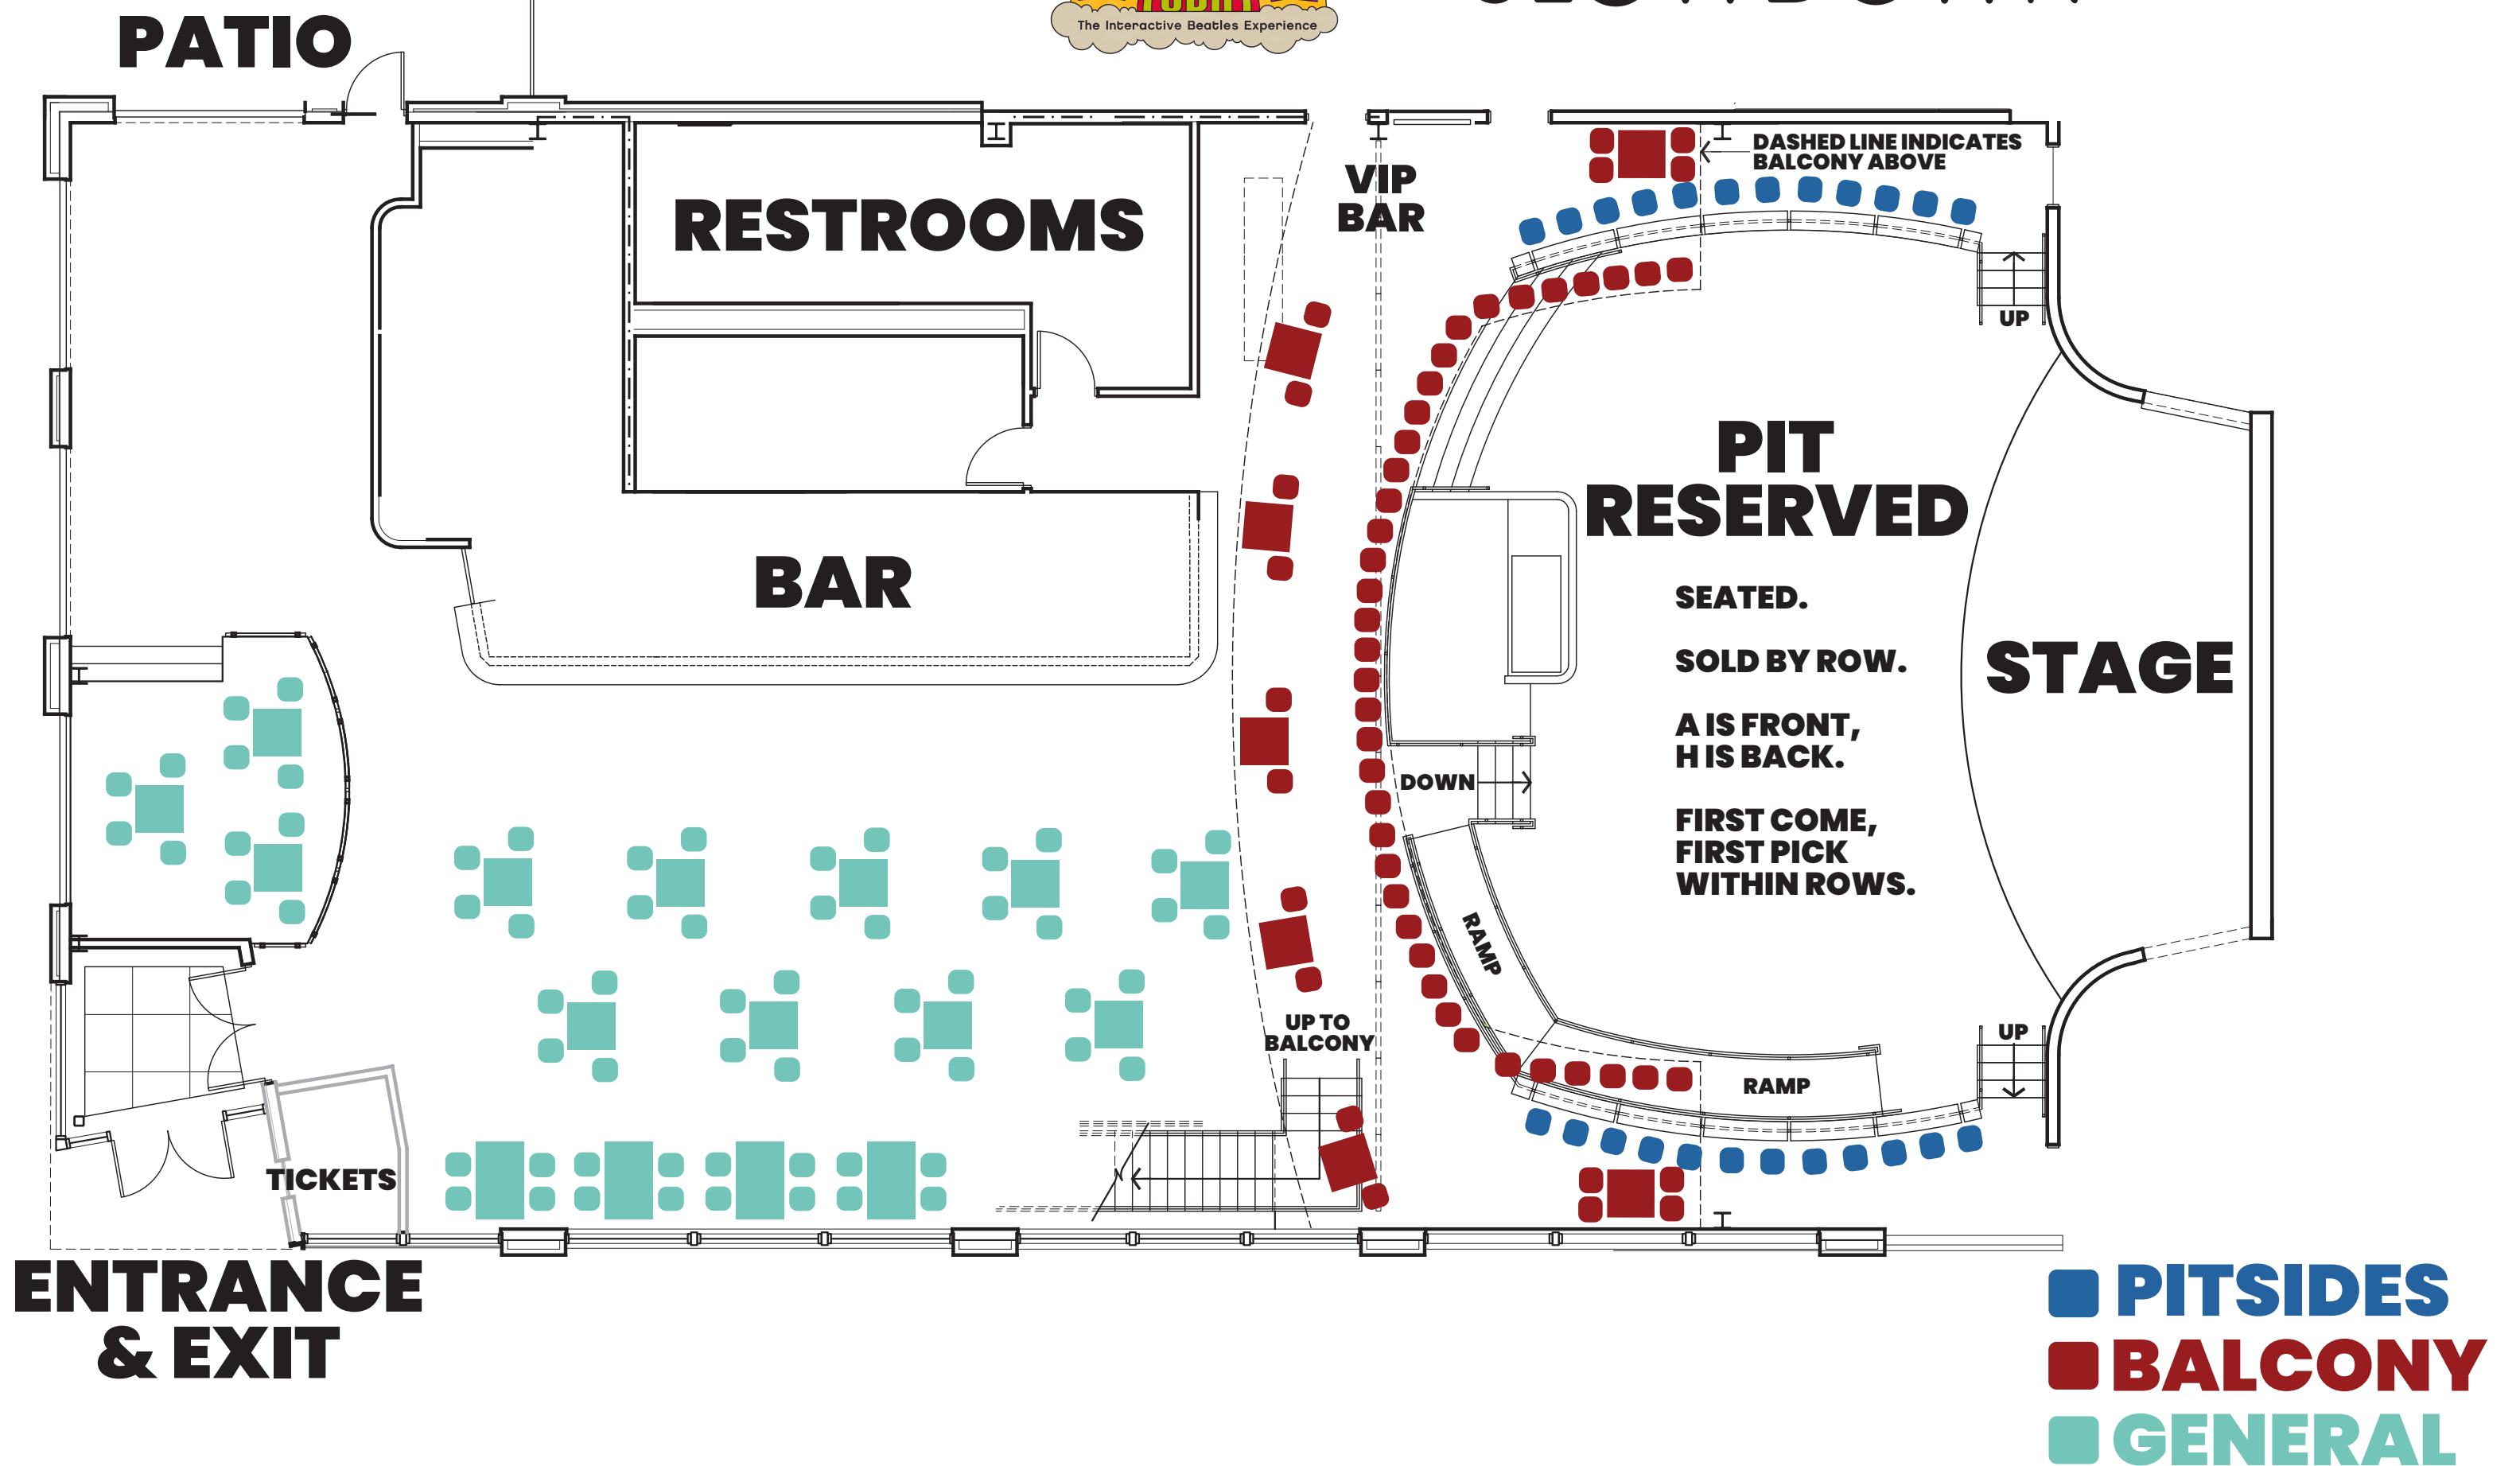 PATIO
The Interactive Beatles Experience
DASHED LINE INDICATES
BALCONY ABOVE
VIP
BAR
RESTROOMS
UP
PIT
RESERVED
BAR
SEATED.
SOLD BY ROW.
STAGE
A IS FRONT,
H IS BACK.
DOWN
FIRST COME,
FIRST PICK
WITHIN ROWS.
RAMP
UP TO
BALCONY
UP
RAMP
TICKETS
ENTRANCE
& EXIT
PITSIDES
BALCONY
GENERAL